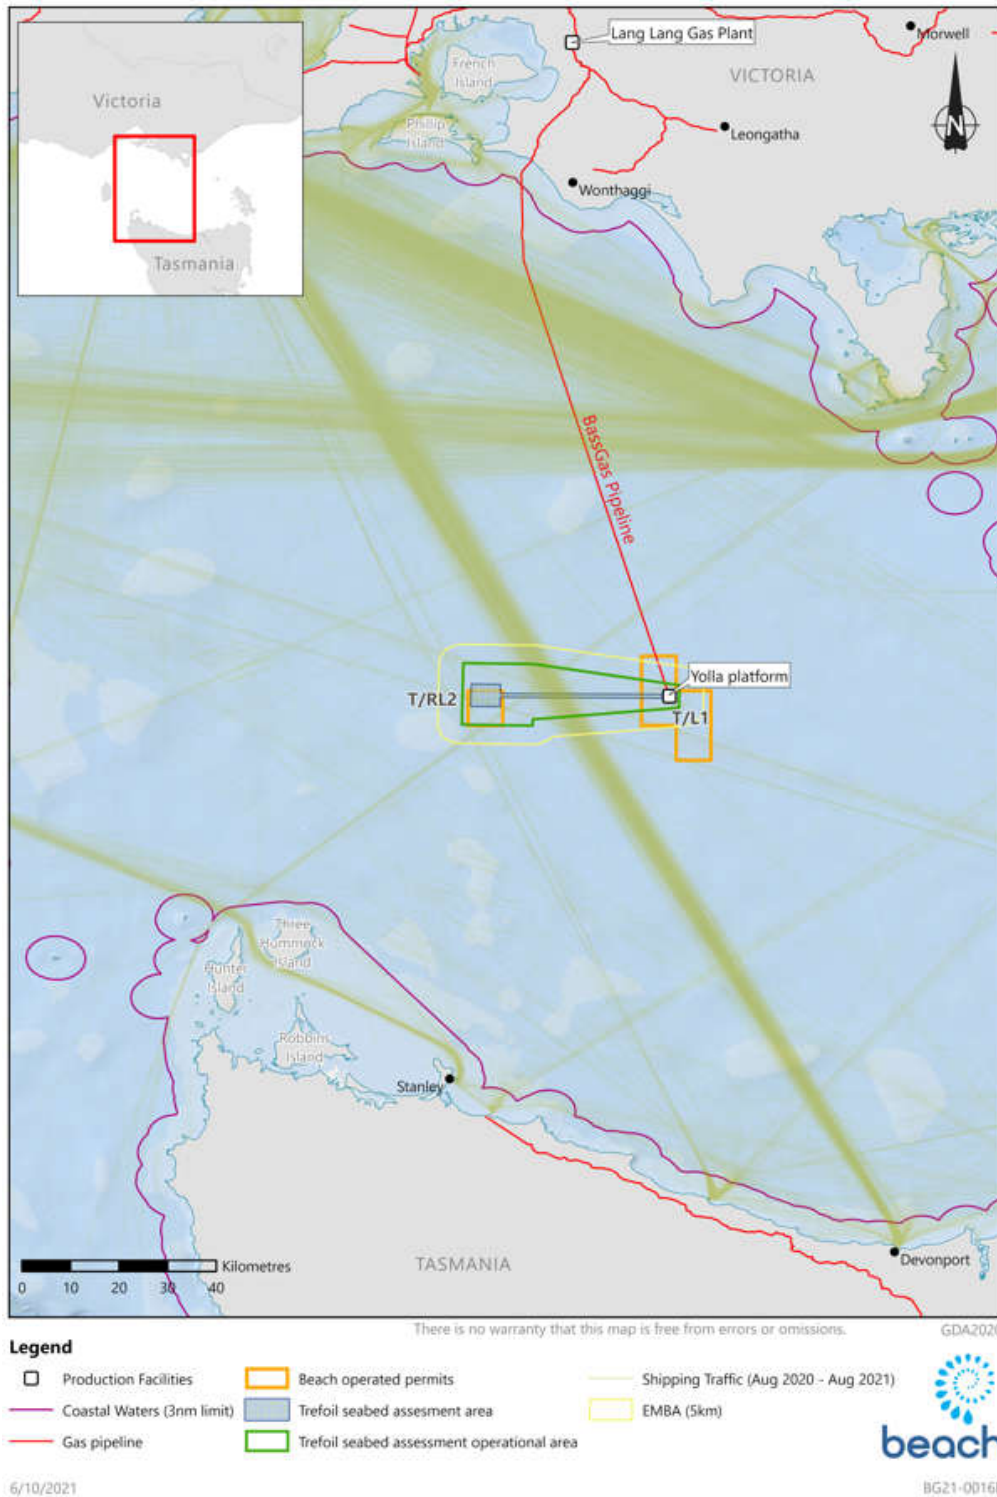 Lang Lang Gas Plant
Morwell
French
Island
VICTORIA
Victoria
Phillip
Island
Leongatha
N
Wonthaggi
Tasmania
BassGas Pipeline
Yolla platform
T/RL2
T/L1
Three
Hummock
Island
Hunter
Island
Robbins
Island
Stanley
TASMANIA
Devonport
Kilometres
0 10 20 30 40
There is no warranty that this map is free from errors or omissions.
GDA2020
Legend
Production Facilities
Coastal Waters (3nm limit)
Gas pipeline
Beach operated permits
Trefoil seabed assesment area
Trefoil seabed assessment operational area
Shipping Traffic (Aug 2020 - Aug 2021)
EMBA (5km)
beach
6/10/2021